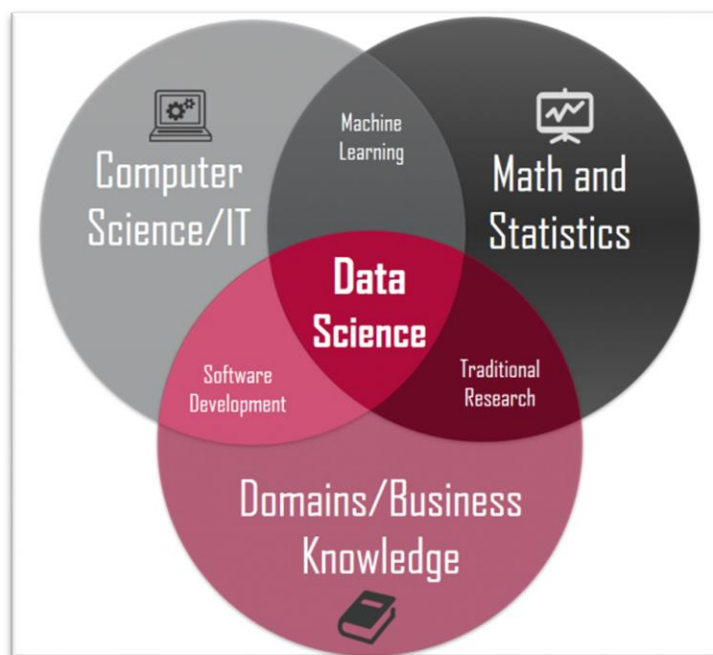 Machine
Learning
Computer
Science/IT
Math and
Statistics
Data
Science
Software
Development
Traditional
Research
Domains/Business
Knowledge